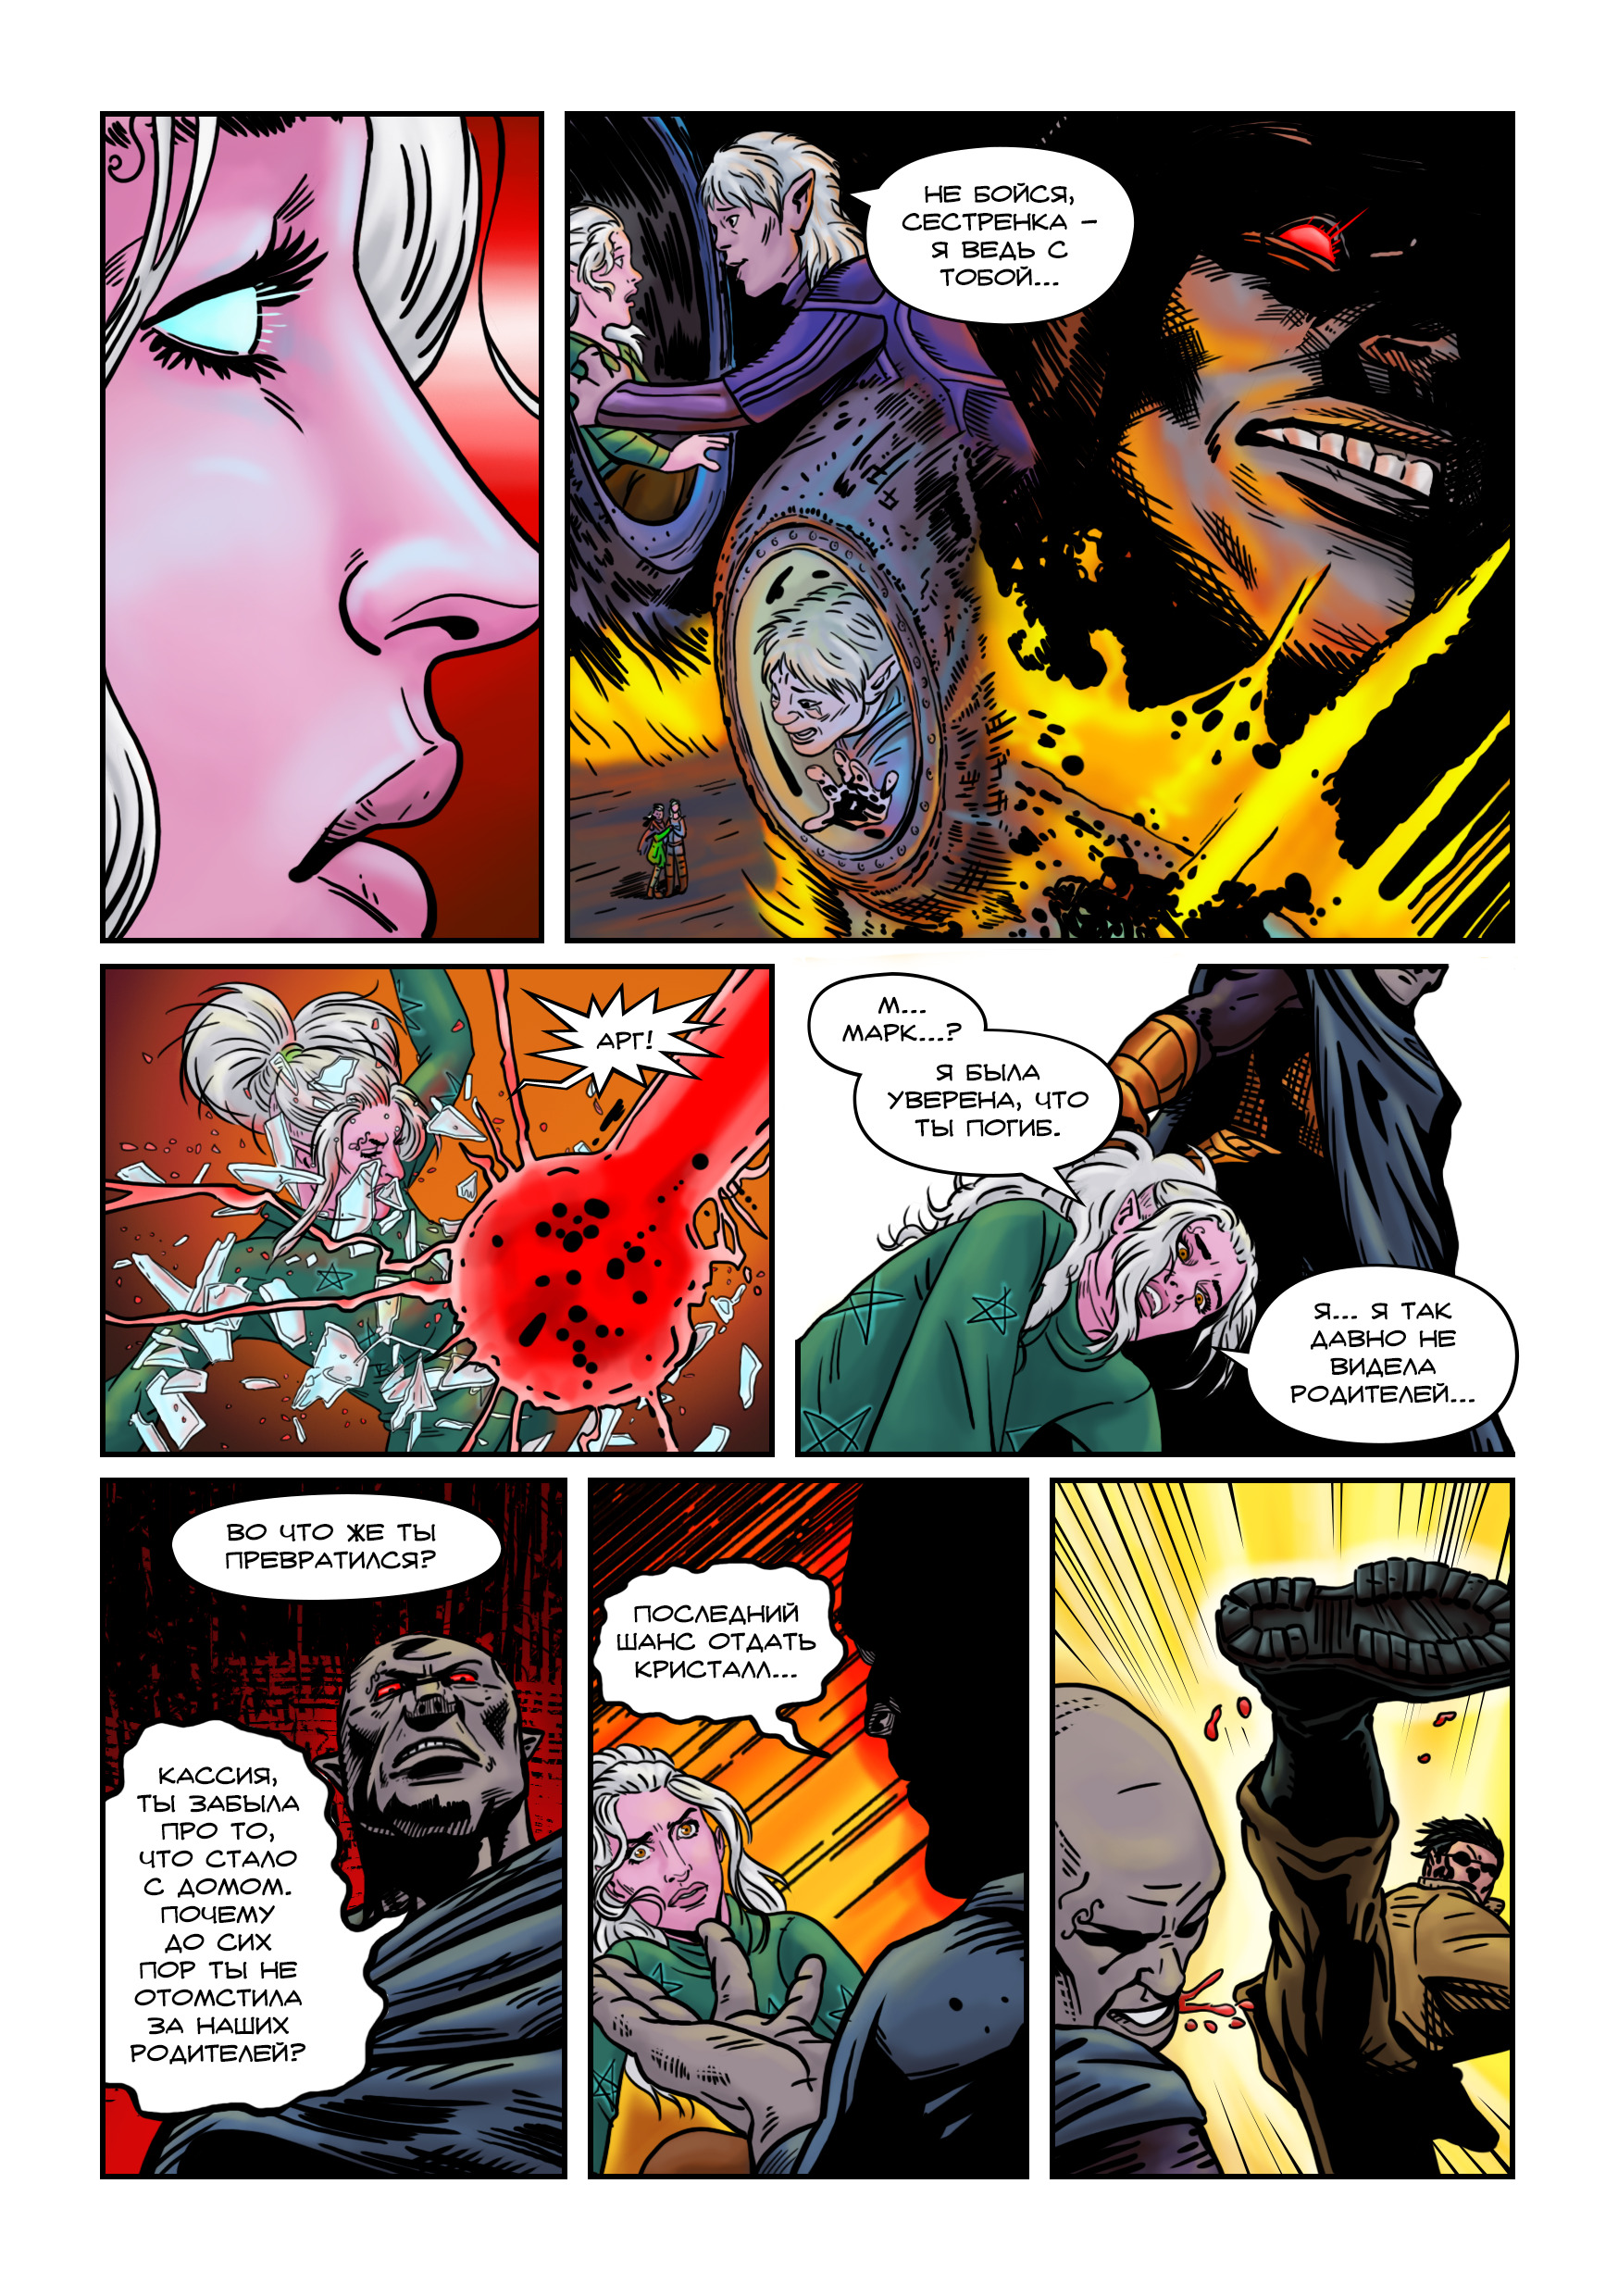 НЕ БОЙСЯ,
СЕСТРЕНКА –
Я ВЕДЬ С
ТОБОЙ...
АРГ!
М...
МАРК...?
Я БЫЛА
УВЕРЕНА, ЧТО
ТЫ ПОГИБ.
Я... Я ТАК
ДАВНО НЕ
ВИДЕЛА
РОДИТЕЛЕЙ...
ВО ЧТО ЖЕ ТЫ
ПРЕВРАТИЛСЯ?
КАССИЯ,
ТЫ ЗАБЫЛА
ПРО ТО,
ЧТО СТАЛО
С ДОМОМ.
ПОЧЕМУ
ДО СИХ
ПОР ТЫ НЕ
ОТОМСТИЛА
ЗА НАШИХ
РОДИТЕЛЕЙ?
ПОСЛЕДНИЙ
ШАНС ОТДАТЬ
КРИСТАЛЛ...